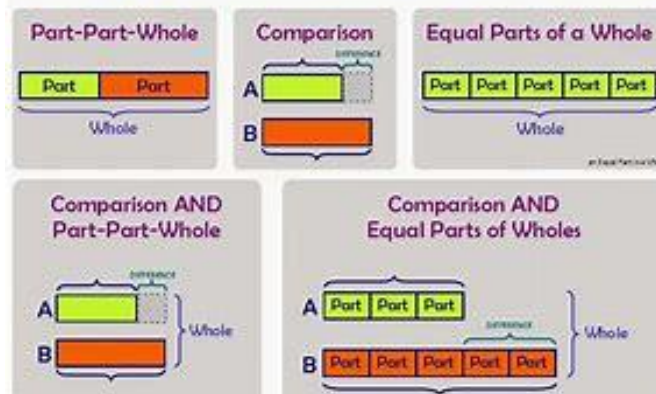 Part-Part-Whole
Part Part
Whole
Comparison
DIFFERENCE
A
B
Equal Parts of a Whole
Part Part Part Part Part
Whole
Comparison AND
Part-Part-Whole
DIFFERENCE
A
B
Whole
Comparison AND
Equal Parts of Wholes
A
Part Part Part
DIFFERENCE
B
Part Part Part Part Part
Whole